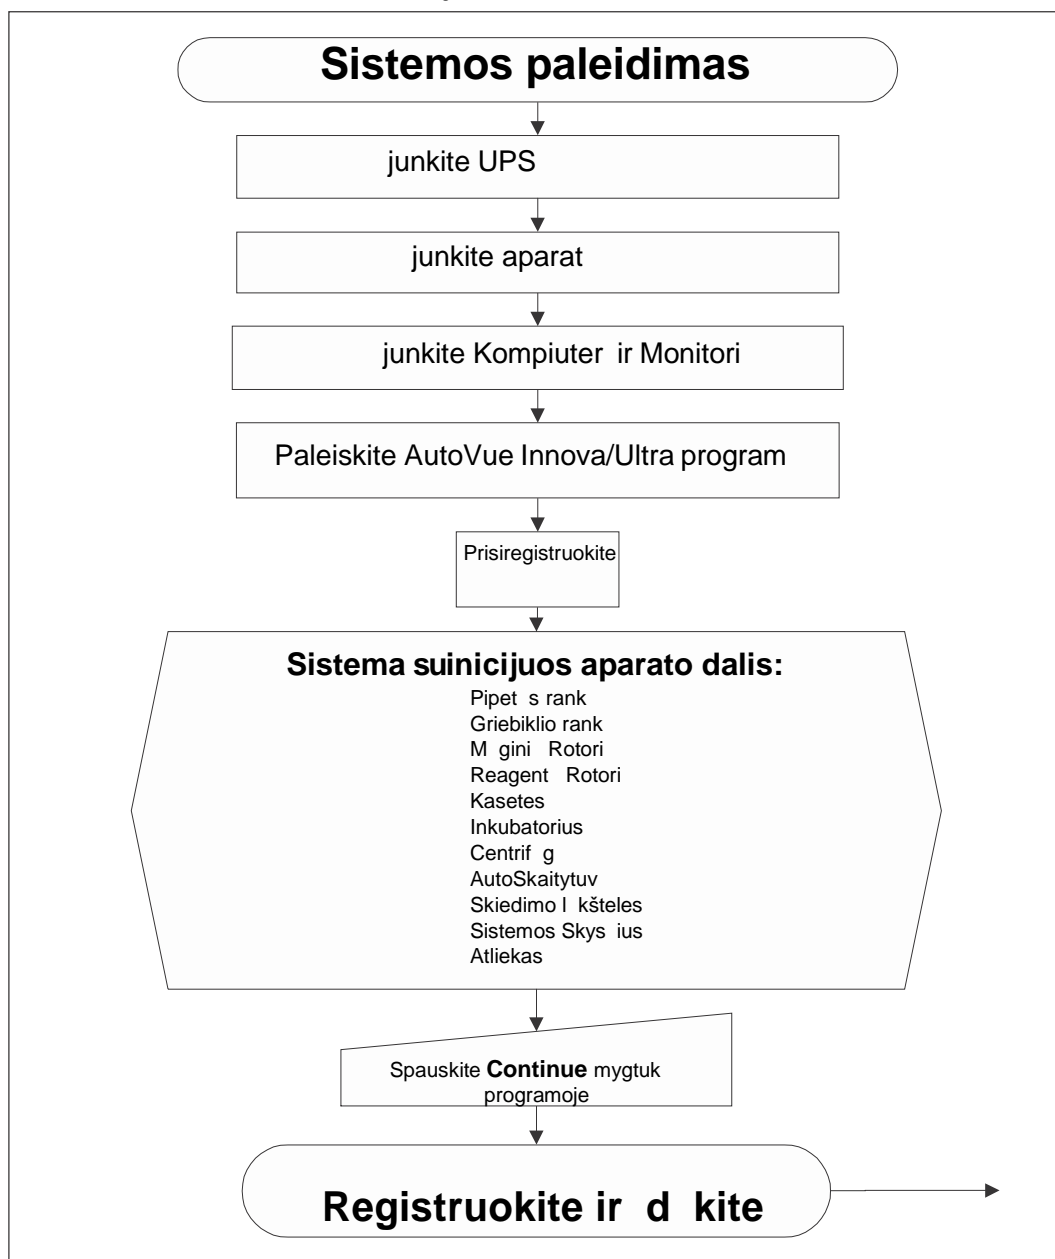 Sistemos paleidimas
junkite UPS
junkite aparat
junkite Kompiuter ir Monitori
Paleiskite AutoVue Innova/Ultra program
Prisiregistruokite
Sistema suinicijuos aparato dalis:
Pipet s rank
Griebiklio rank
M gini Rotori
Reagent Rotori
Kasetes
Inkubatorius
Centrif g
AutoSkaitytuv
Skiedimo l kšteles
Sistemos Skys ius
Atliekas
Spauskite Continue mygtuk
programoje
Registruokite ir d kite